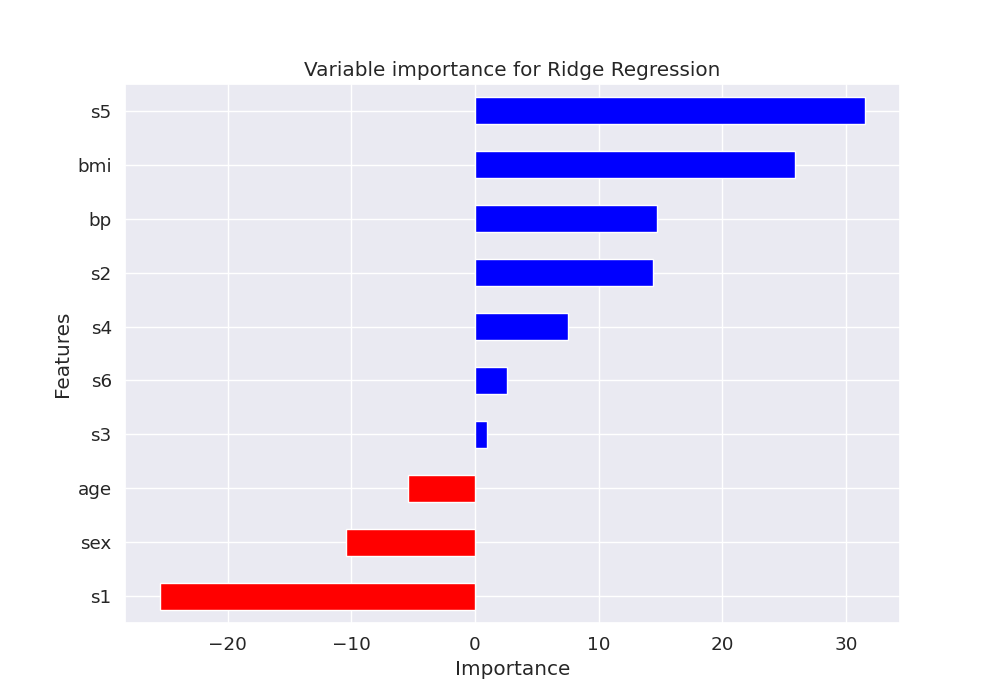 Variable importance for Ridge Regression
s5
bmi
bp
s2
s4
s6
s3
age
sex
s1
Features
−20 −10 0 10 20 30
Importance